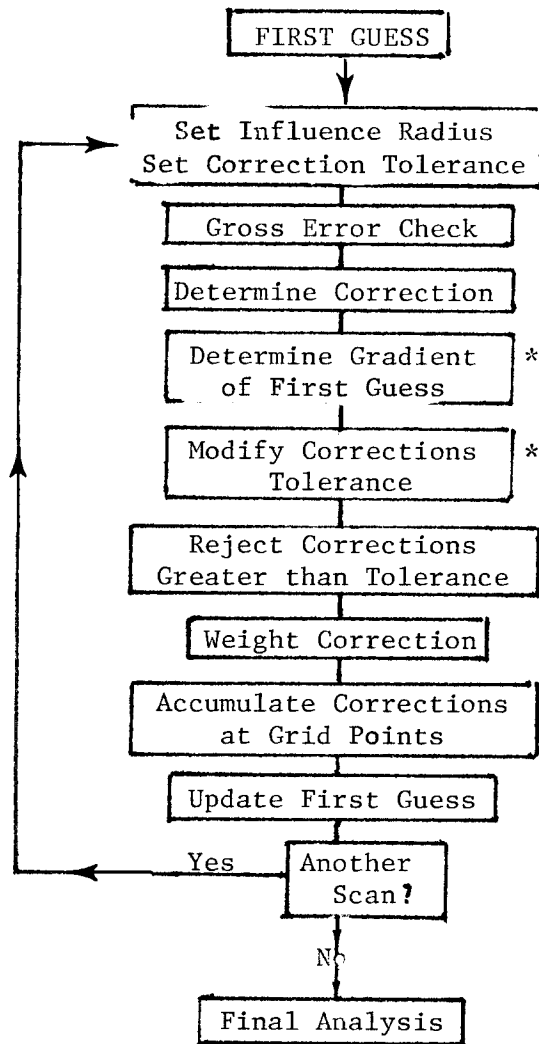 FIRST GUESS
Set Influence Radius
Set Correction Tolerance
Gross Error Check
Determine Correction
Determine Gradient *
of First Guess
Modify Corrections *
Tolerance
Reject Corrections
Greater than Tolerance
Weight Correction
Accumulate Corrections
at Grid Points
Update First Guess
Yes
Another
Scan?
No
Final Analysis